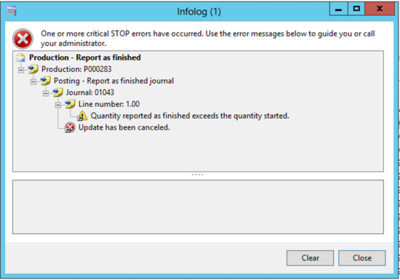 Infolog (1)
One or more critical STOP errors have occurred. Use the error messages below to guide you or call
your administrator.
Production - Report as finished
Production: P000283
Posting - Report as finished journal
Journal: 01043
Line number: 1.00
Quantity reported as finished exceeds the quantity started.
Update has been canceled.
Clear
Close